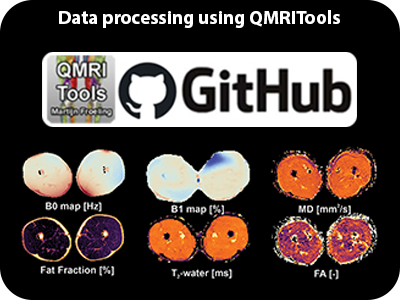 Data processing using QMRITools
QMRI
Tools
Martijn Froeling
GitHub
B0 map [Hz]
B1 map [%]
MD [mm²/s]
Fat Fraction [%]
T₂-water [ms]
FA [-]